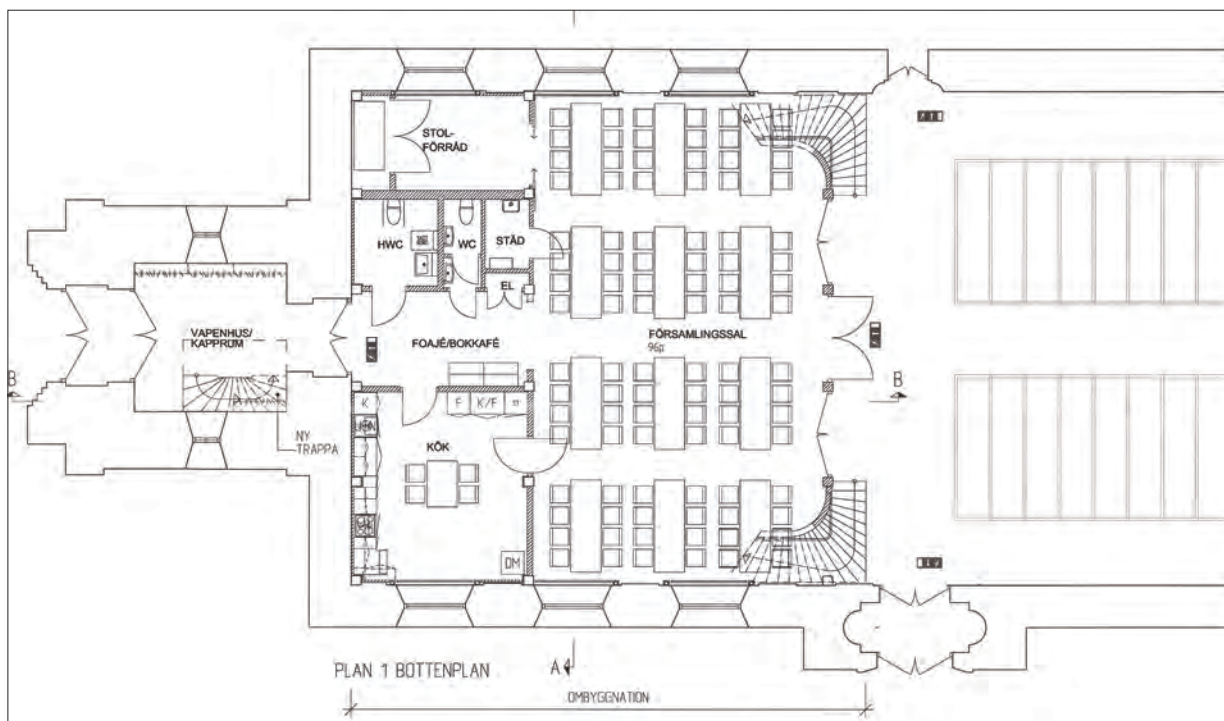 STOL-
FÖRRÅD
HWC
WC
STÄD
EL
VAPENHUS/
KAPPRUM
FOAJÉ/BOKKAFÉ
FÖRSAMLINGSSAL
96p
B
B
K
F
K/F
NY
TRAPPA
KÖK
DM
PLAN 1 BOTTENPLAN
A
OMBYGGNATION